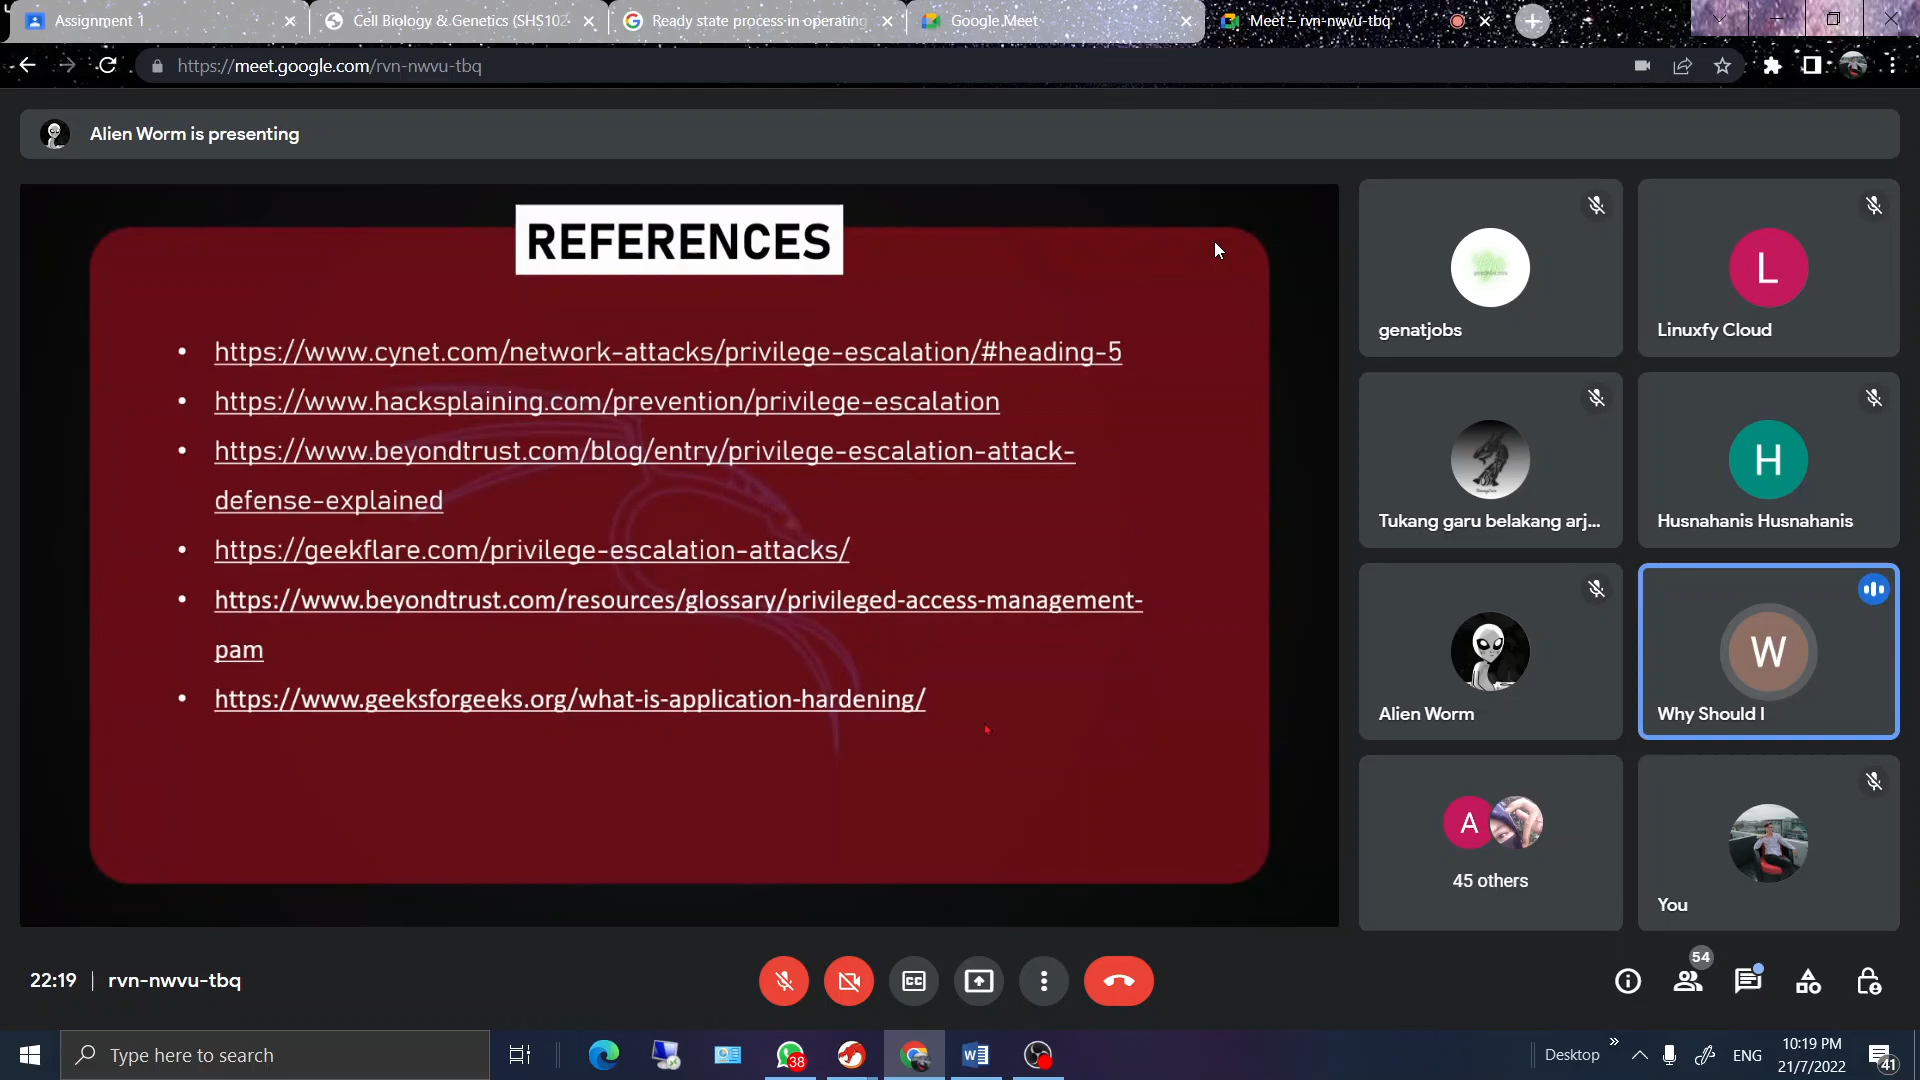 Assignment 1
Cell Biology & Genetics (SHS102
Ready state process in operating
Google Meet
Meet – rvn-nwvu-tbq
https://meet.google.com/rvn-nwvu-tbq
Alien Worm is presenting
REFERENCES
• https://www.cynet.com/network-attacks/privilege-escalation/#heading-5
• https://www.hacksplaining.com/prevention/privilege-escalation
• https://www.beyondtrust.com/blog/entry/privilege-escalation-attack-
defense-explained
• https://geekflare.com/privilege-escalation-attacks/
• https://www.beyondtrust.com/resources/glossary/privileged-access-management-
pam
• https://www.geeksforgeeks.org/what-is-application-hardening/
genatjobs
L
Linuxfy Cloud
Tukang garu belakang arj...
H
Husnahanis Husnahanis
Alien Worm
W
Why Should I
A
45 others
You
22:19 | rvn-nwvu-tbq
CC
54
Type here to search
38
W
Desktop
ENG
10:19 PM
21/7/2022
41